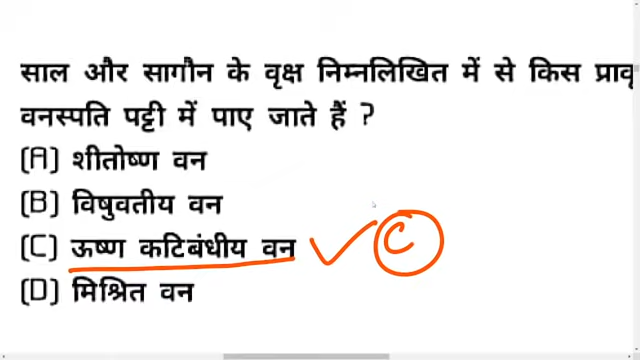 साल और सागौन के वृक्ष निम्नलिखित में से किस
वनस्पति पट्टी में पाए जाते हैं ?
(A) शीतोष्ण वन
(B) विषुवतीय वन
(C) ऊष्ण कटिबंधीय वन C
(D) मिश्रित वन